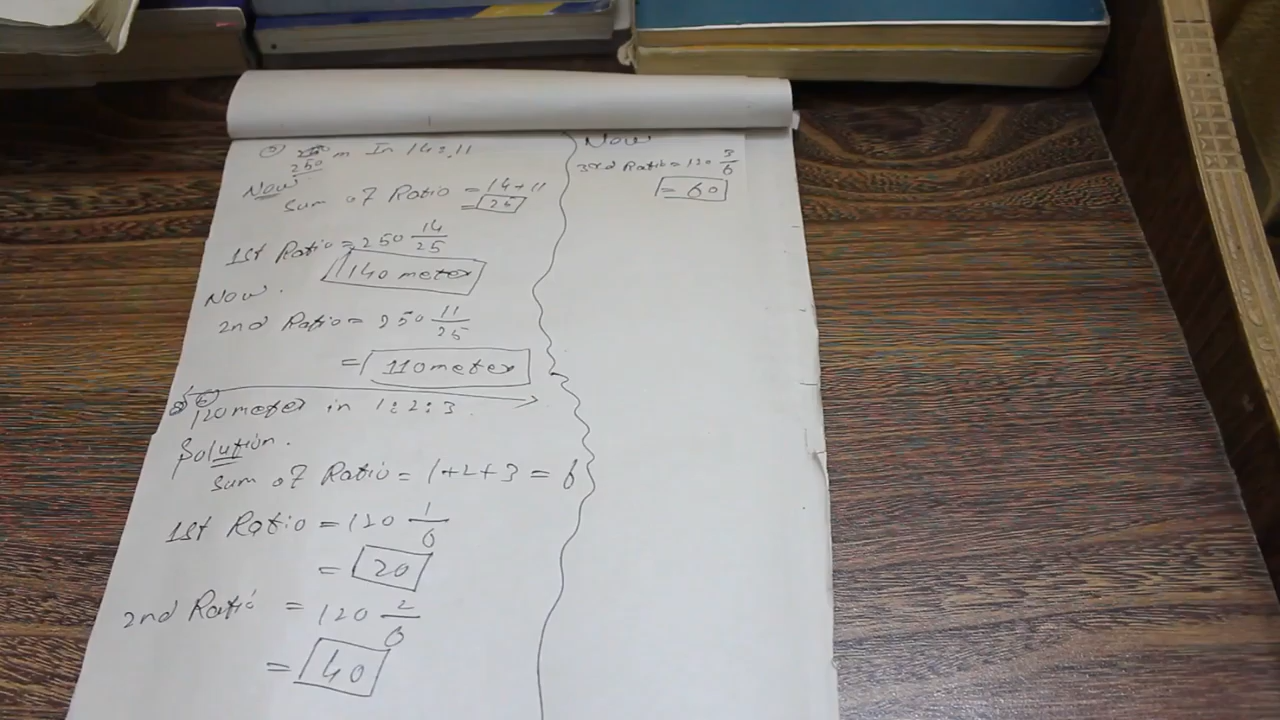 250 m In 14:11
Now
Sum of Ratio = 14+11
= 25
1st Ratio = 250 14/25
140 meter
Now.
2nd Ratio = 250 11/25
= 110 meter
120 meter in 1:2:3.
Solution.
Sum of Ratio = 1+2+3 = 6
1st Ratio = 120 1/6
= 20
2nd Ratio = 120 2/6
= 40
Now
3rd Ratio = 120 3/6
= 60